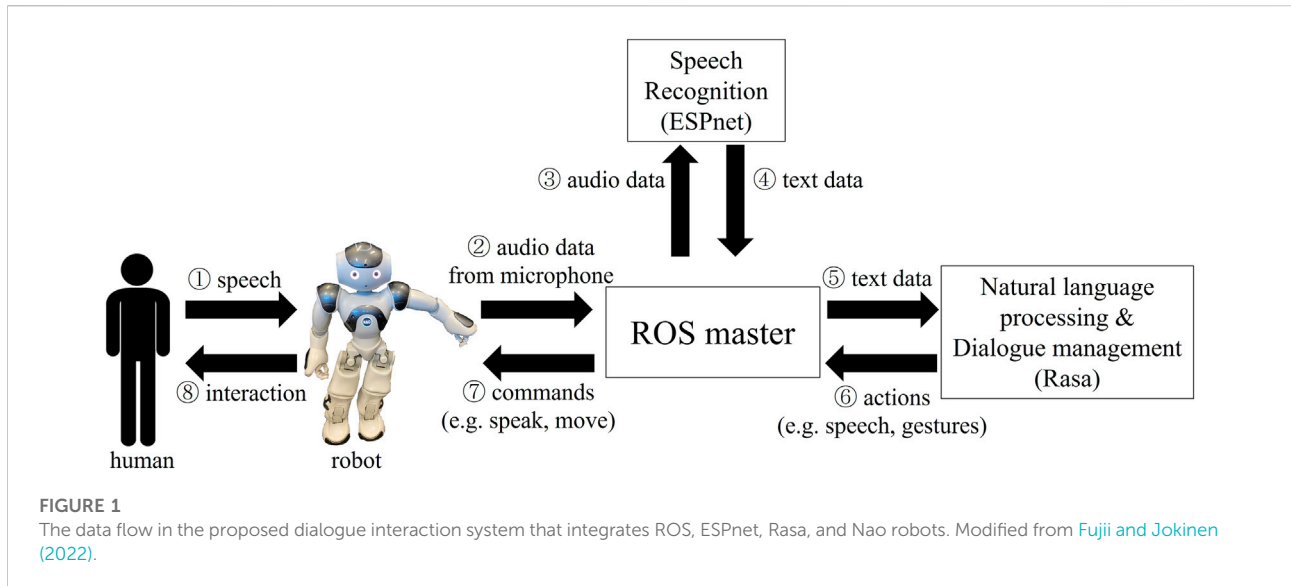 Speech
Recognition
(ESPnet)
③ audio data
④ text data
① speech
② audio data
from microphone
ROS master
⑤ text data
Natural language
processing &
Dialogue management
(Rasa)
⑧ interaction
⑦ commands
(e.g. speak, move)
⑥ actions
(e.g. speech, gestures)
human
robot
FIGURE 1
The data flow in the proposed dialogue interaction system that integrates ROS, ESPnet, Rasa, and Nao robots. Modified from Fujii and Jokinen
(2022).